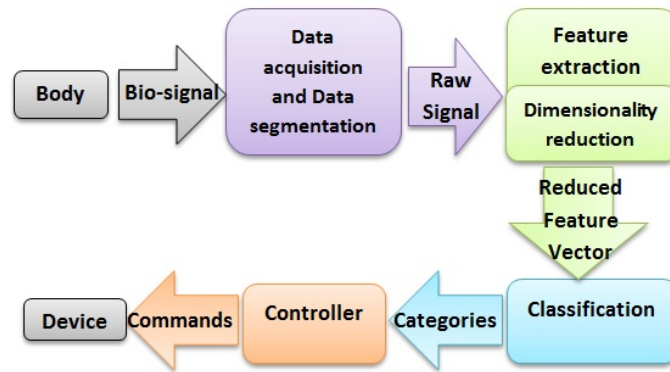 Body
Bio-signal
Data
acquisition
and Data
segmentation
Raw
Signal
Feature
extraction
Dimensionality
reduction
Reduced
Feature
Vector
Classification
Categories
Controller
Commands
Device